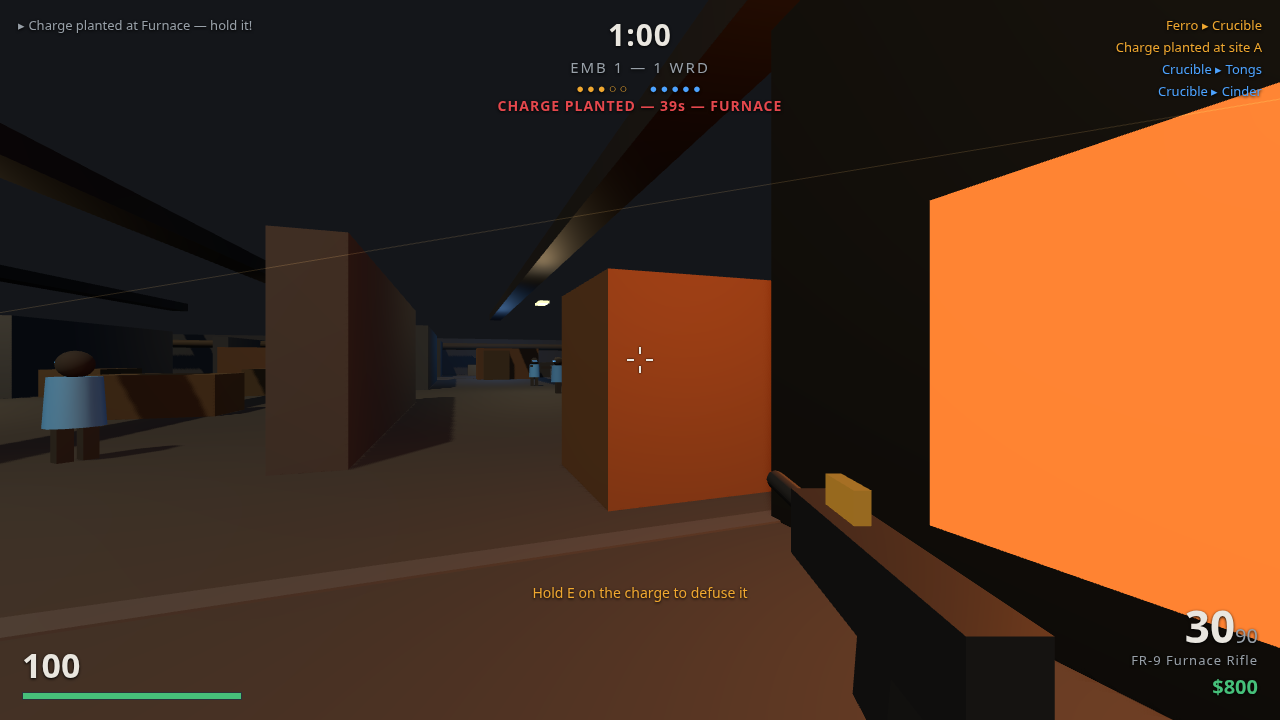 ▸ Charge planted at Furnace — hold it!
1:00
EMB 1 — 1 WRD
CHARGE PLANTED — 39s — FURNACE
Ferro ▸ Crucible
Charge planted at site A
Crucible ▸ Tongs
Crucible ▸ Cinder
Hold E on the charge to defuse it
100
30 90
FR-9 Furnace Rifle
$800